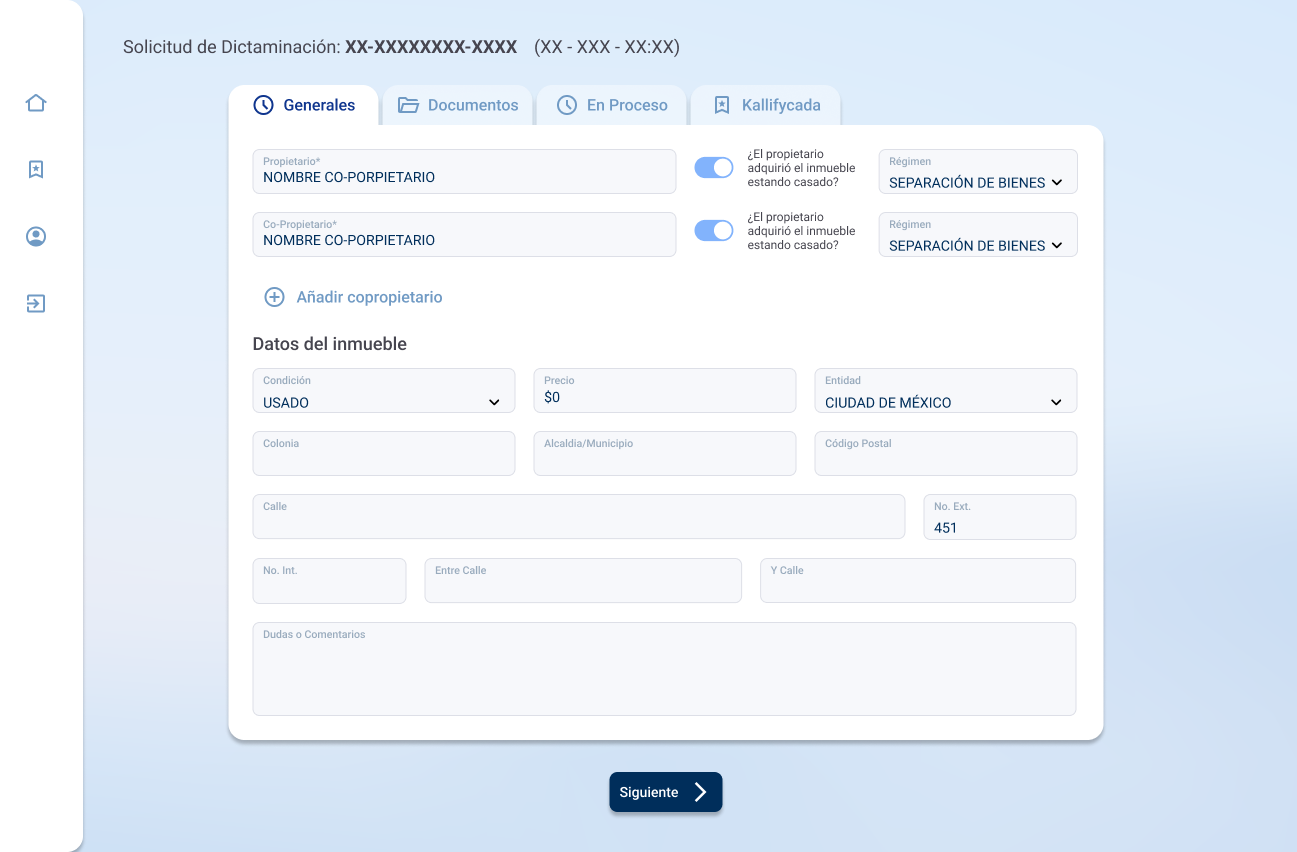 Solicitud de Dictaminación: XX-XXXXXXXX-XXXX (XX - XXX - XX:XX)
Generales
Documentos
En Proceso
Kallifycada
Propietario*
NOMBRE CO-PORPIETARIO
¿El propietario
adquirió el inmueble
estando casado?
Régimen
SEPARACIÓN DE BIENES
Co-Propietario*
NOMBRE CO-PORPIETARIO
¿El propietario
adquirió el inmueble
estando casado?
Régimen
SEPARACIÓN DE BIENES
Añadir copropietario
Datos del inmueble
Condición
USADO
Precio
$0
Entidad
CIUDAD DE MÉXICO
Colonia
Alcaldia/Municipio
Código Postal
Calle
No. Ext.
451
No. Int.
Entre Calle
Y Calle
Dudas o Comentarios
Siguiente